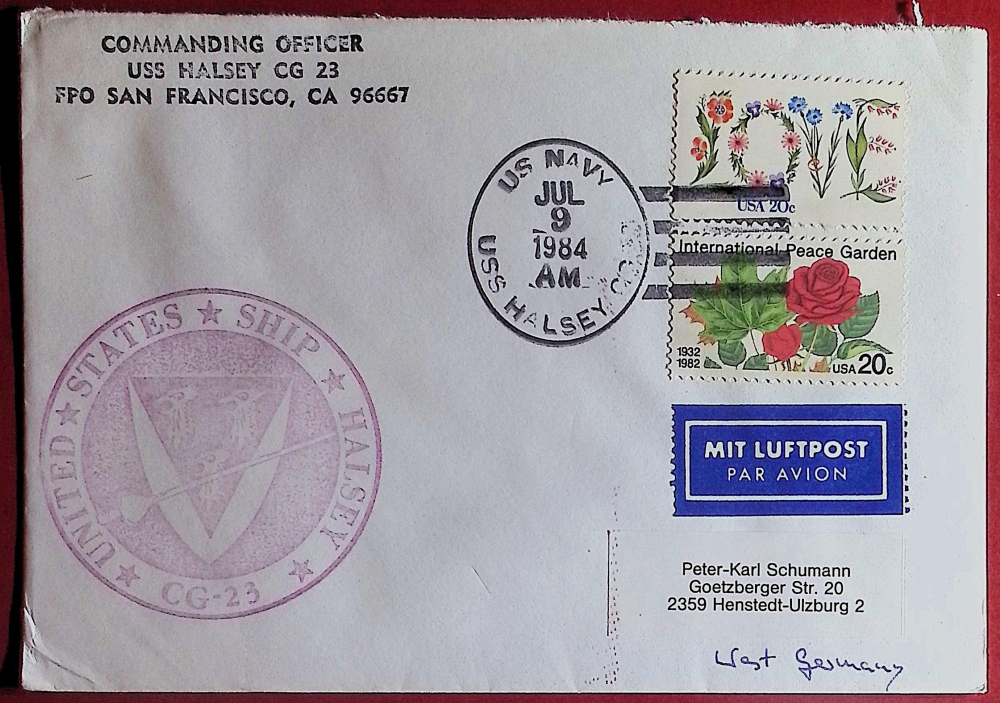 COMMANDING OFFICER
USS HALSEY CG 23
FPO SAN FRANCISCO, CA 96667
US NAVY
JUL
9
1984
AM
USS HALSEY
LOVE
USA 20c
International Peace Garden
1932
1982
USA 20c
MIT LUFTPOST
PAR AVION
UNITED ★ STATES ★ SHIP ★ HALSEY ★
CG-23
Peter-Karl Schumann
Goetzberger Str. 20
2359 Henstedt-Ulzburg 2
West Germany